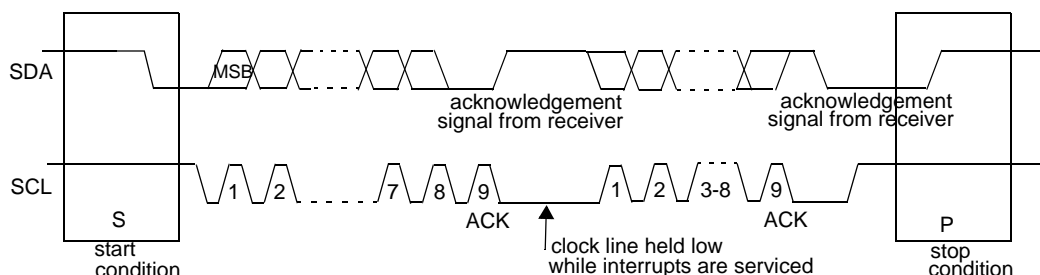 SDA
MSB
acknowledgement
signal from receiver
acknowledgement
signal from receiver
SCL
1 2 7 8 9 1 2 3-8 9
S
ACK
ACK
P
start
condition
clock line held low
while interrupts are serviced
stop
condition